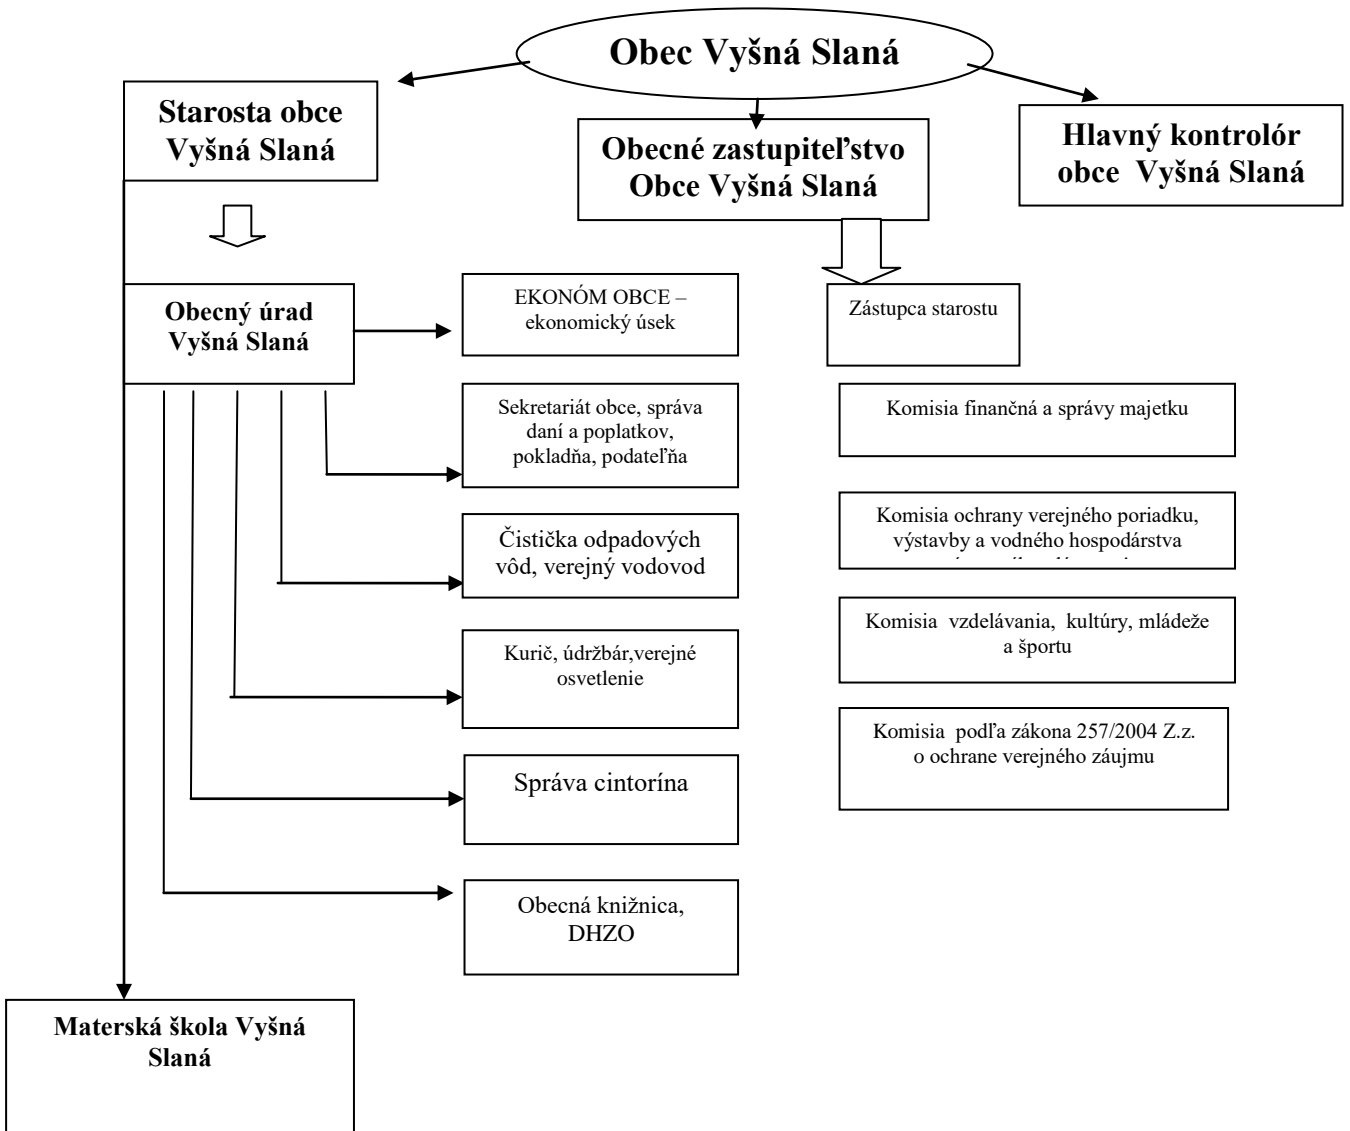 Obec Vyšná Slaná
Starosta obce
Vyšná Slaná
Obecné zastupiteľstvo
Obce Vyšná Slaná
Hlavný kontrolór
obce  Vyšná Slaná
Obecný úrad
Vyšná Slaná
EKONÓM OBCE –
ekonomický úsek
Sekretariát obce, správa
daní a poplatkov,
pokladňa, podateľňa
Čistička odpadových
vôd, verejný vodovod
Kurič, údržbár,verejné
osvetlenie
Správa cintorína
Obecná knižnica,
DHZO
Zástupca starostu
Komisia finančná a správy majetku
Komisia ochrany verejného poriadku,
výstavby a vodného hospodárstva
Komisia  vzdelávania,  kultúry, mládeže
a športu
Komisia  podľa zákona 257/2004 Z.z.
o ochrane verejného záujmu
Materská škola Vyšná
Slaná